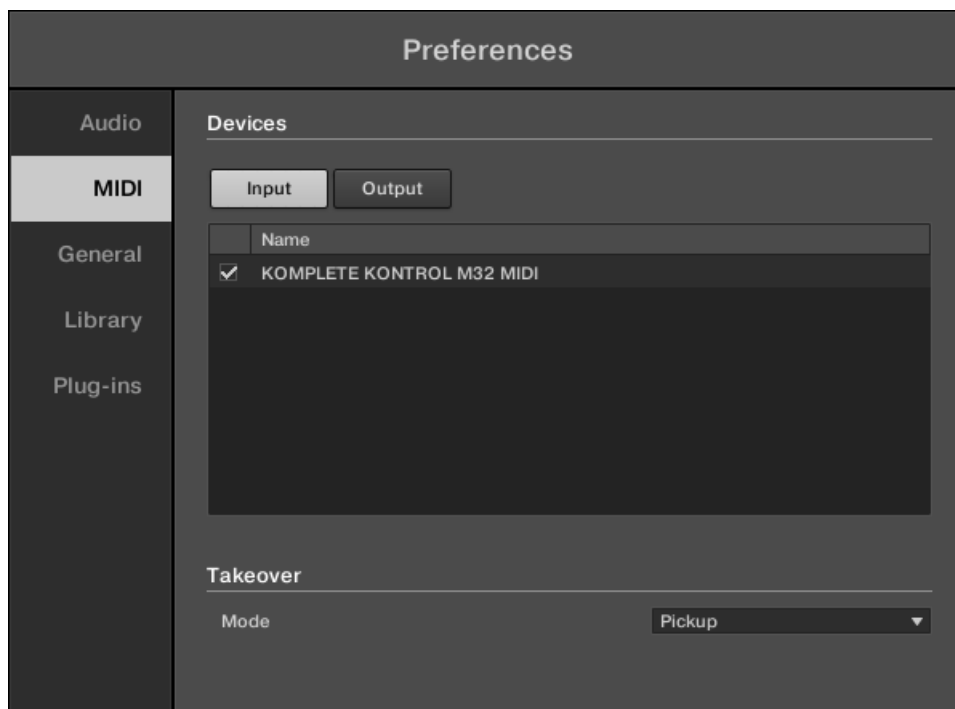 Preferences
Audio
MIDI
General
Library
Plug-ins
Devices
Input Output
Name
KOMPLETE KONTROL M32 MIDI
Takeover
Mode Pickup